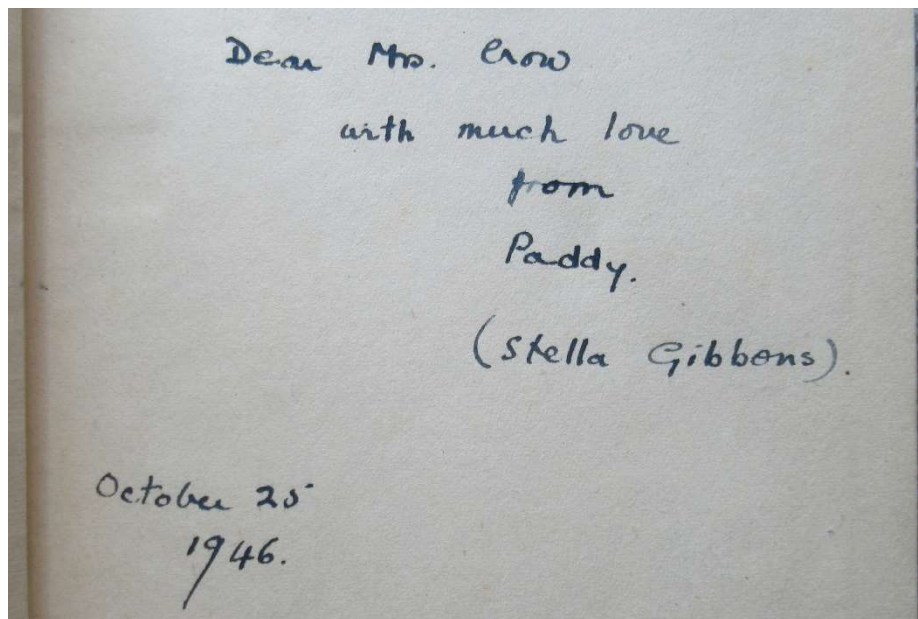 Dear Mrs. Crow
with much love
from
Paddy.
(Stella Gibbons).
October 25
1946.